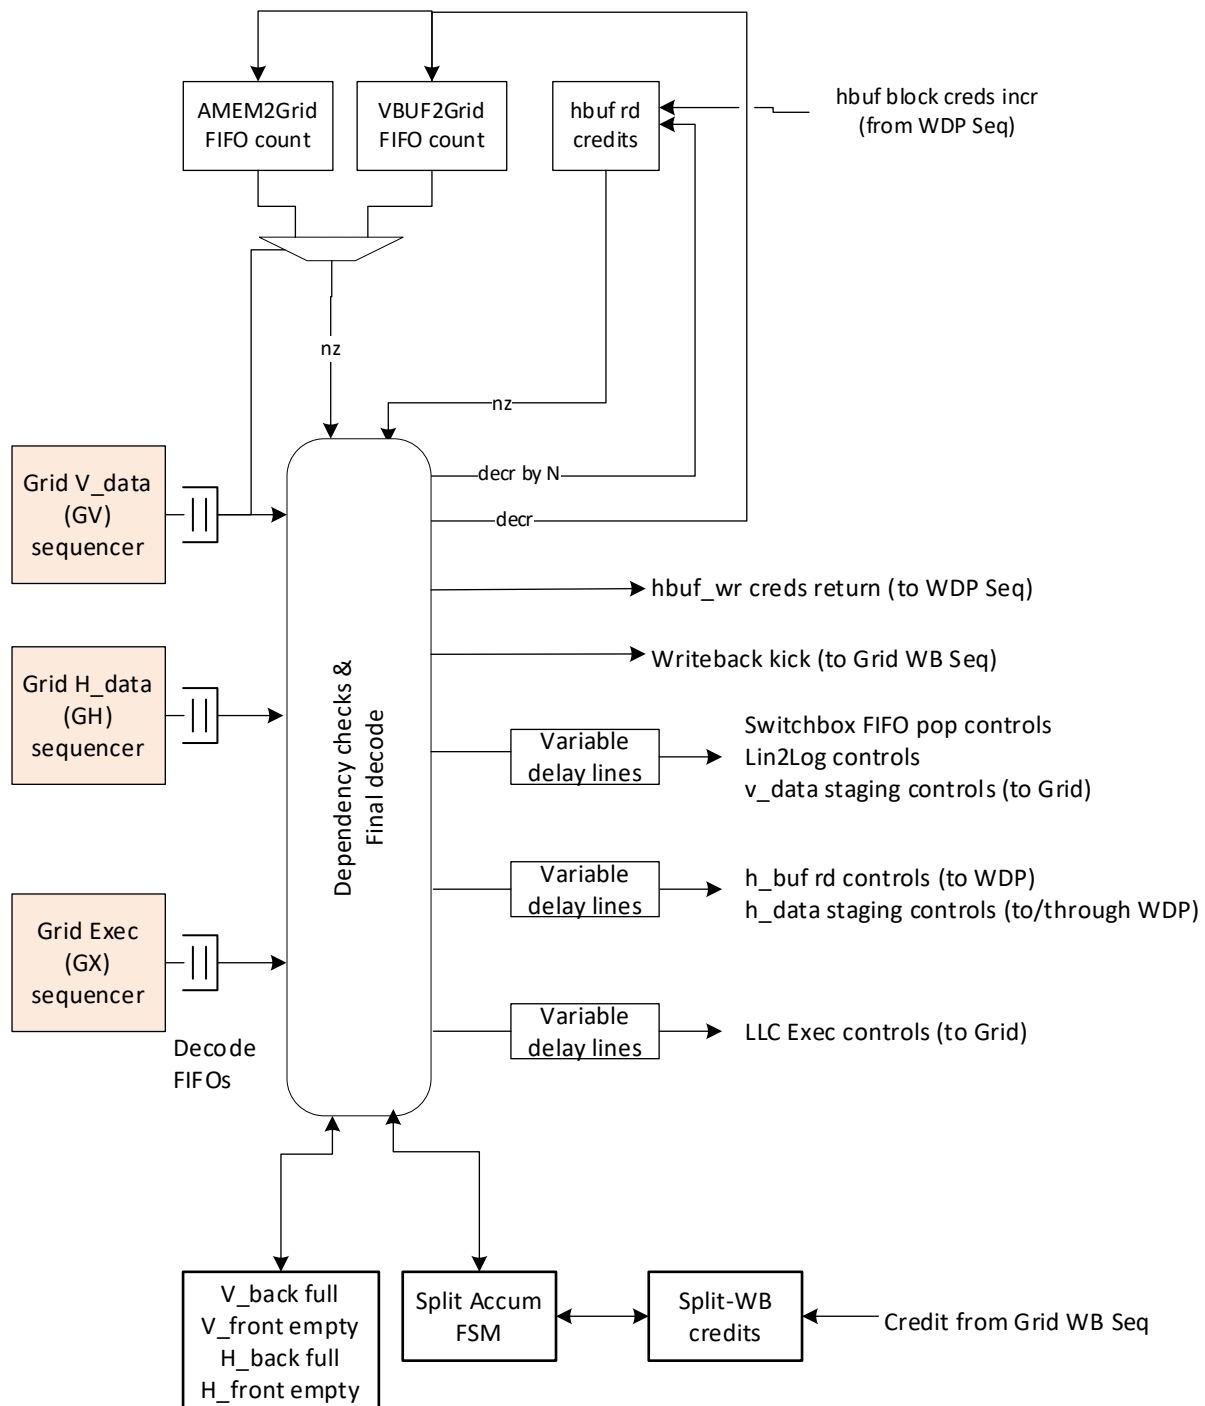 AMEM2Grid
FIFO count
VBUF2Grid
FIFO count
hbuf rd
credits
hbuf block creds incr
(from WDP Seq)
nz
nz
Grid V_data
(GV)
sequencer
decr by N
decr
hbuf_wr creds return (to WDP Seq)
Grid H_data
(GH)
sequencer
Writeback kick (to Grid WB Seq)
Dependency checks &
Final decode
Variable
delay lines
Switchbox FIFO pop controls
Lin2Log controls
v_data staging controls (to Grid)
Variable
delay lines
h_buf rd controls (to WDP)
h_data staging controls (to/through WDP)
Grid Exec
(GX)
sequencer
Variable
delay lines
LLC Exec controls (to Grid)
Decode
FIFOs
V_back full
V_front empty
H_back full
H_front empty
Split Accum
FSM
Split-WB
credits
Credit from Grid WB Seq